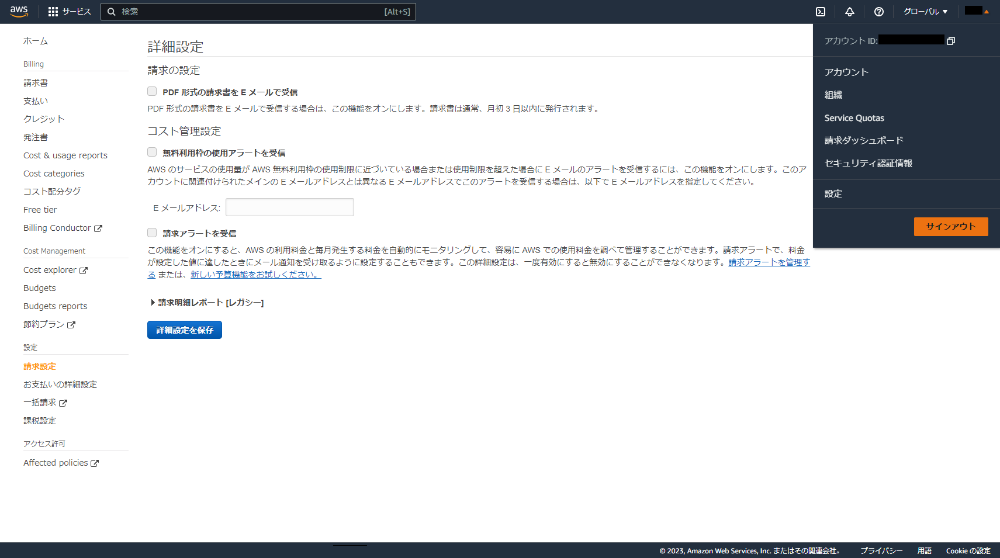 aws
サービス
検索
[Alt+S]
グローバル ▼
アカウント ID:
アカウント
組織
Service Quotas
請求ダッシュボード
セキュリティ認証情報
設定
サインアウト
ホーム
Billing
請求書
支払い
クレジット
発注書
Cost & usage reports
Cost categories
コスト配分タグ
Free tier
Billing Conductor
Cost Management
Cost explorer
Budgets
Budgets reports
節約プラン
設定
請求設定
お支払いの詳細設定
一括請求
課税設定
アクセス許可
Affected policies
詳細設定
請求の設定
PDF 形式の請求書を E メールで受信
PDF 形式の請求書を E メールで受信する場合は、この機能をオンにします。請求書は通常、月初 3 日以内に発行されます。
コスト管理設定
無料利用枠の使用アラートを受信
AWS のサービスの使用量が AWS 無料利用枠の使用制限に近づいている場合または使用制限を超えた場合に E メールのアラートを受信するには、この機能をオンにします。このア
カウントに関連付けられたメインの E メールアドレスとは異なる E メールアドレスでこのアラートを受信する場合は、以下で E メールアドレスを指定してください。
E メールアドレス:
請求アラートを受信
この機能をオンにすると、AWS の利用料金と毎月発生する料金を自動的にモニタリングして、容易に AWS での使用料金を調べて管理することができます。請求アラートで、料金
が設定した値に達したときにメール通知を受け取るように設定することもできます。この詳細設定は、一度有効にすると無効にすることができなくなります。請求アラートを管理す
る または、新しい予算機能をお試しください。
請求明細レポート [レガシー]
詳細設定を保存
© 2023, Amazon Web Services, Inc. またはその関連会社。
プライバシー
用語
Cookie の設定